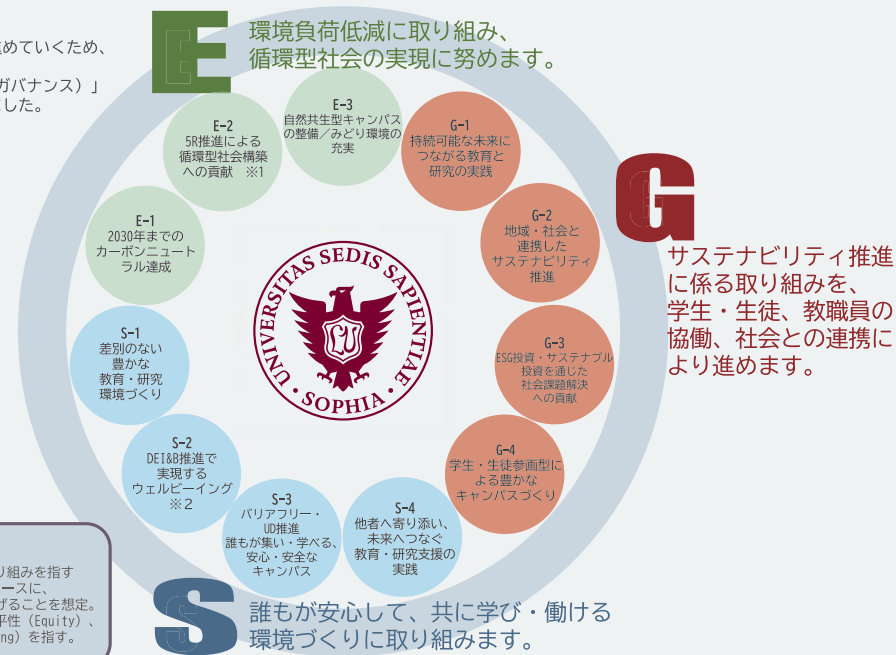 めていくため、
ガバナンス）」
した。
E
環境負荷低減に取り組み、
循環型社会の実現に努めます。
E-1
2030年までの
カーボンニュート
ラル達成
E-2
5R推進による
循環型社会構築
への貢献　※1
E-3
自然共生型キャンパス
の整備／みどり環境の
充実
G-1
持続可能な未来に
つながる教育と
研究の実践
G-2
地域・社会と
連携した
サステナビリティ
推進
G-3
ESG投資・サステナブル
投資を通じた
社会課題解決
への貢献
G-4
学生・生徒参画型に
よる豊かな
キャンパスづくり
G
サステナビリティ推進
に係る取り組みを、
学生・生徒、教職員の
協働、社会との連携に
より進めます。
UNIVERSITAS SEDIS SAPIENTIAE
SOPHIA
LU
S-1
差別のない
豊かな
教育・研究
環境づくり
S-2
DEI&B推進で
実現する
ウェルビーイング
※2
S-3
バリアフリー・
UD推進
誰もが集い・学べる、
安心・安全な
キャンパス
S-4
他者へ寄り添い、
未来へつなぐ
教育・研究支援の
実践
S
誰もが安心して、共に学び・働ける
環境づくりに取り組みます。
り組みを指す
ースに、
げることを想定。
平性（Equity）、
ng）を指す。